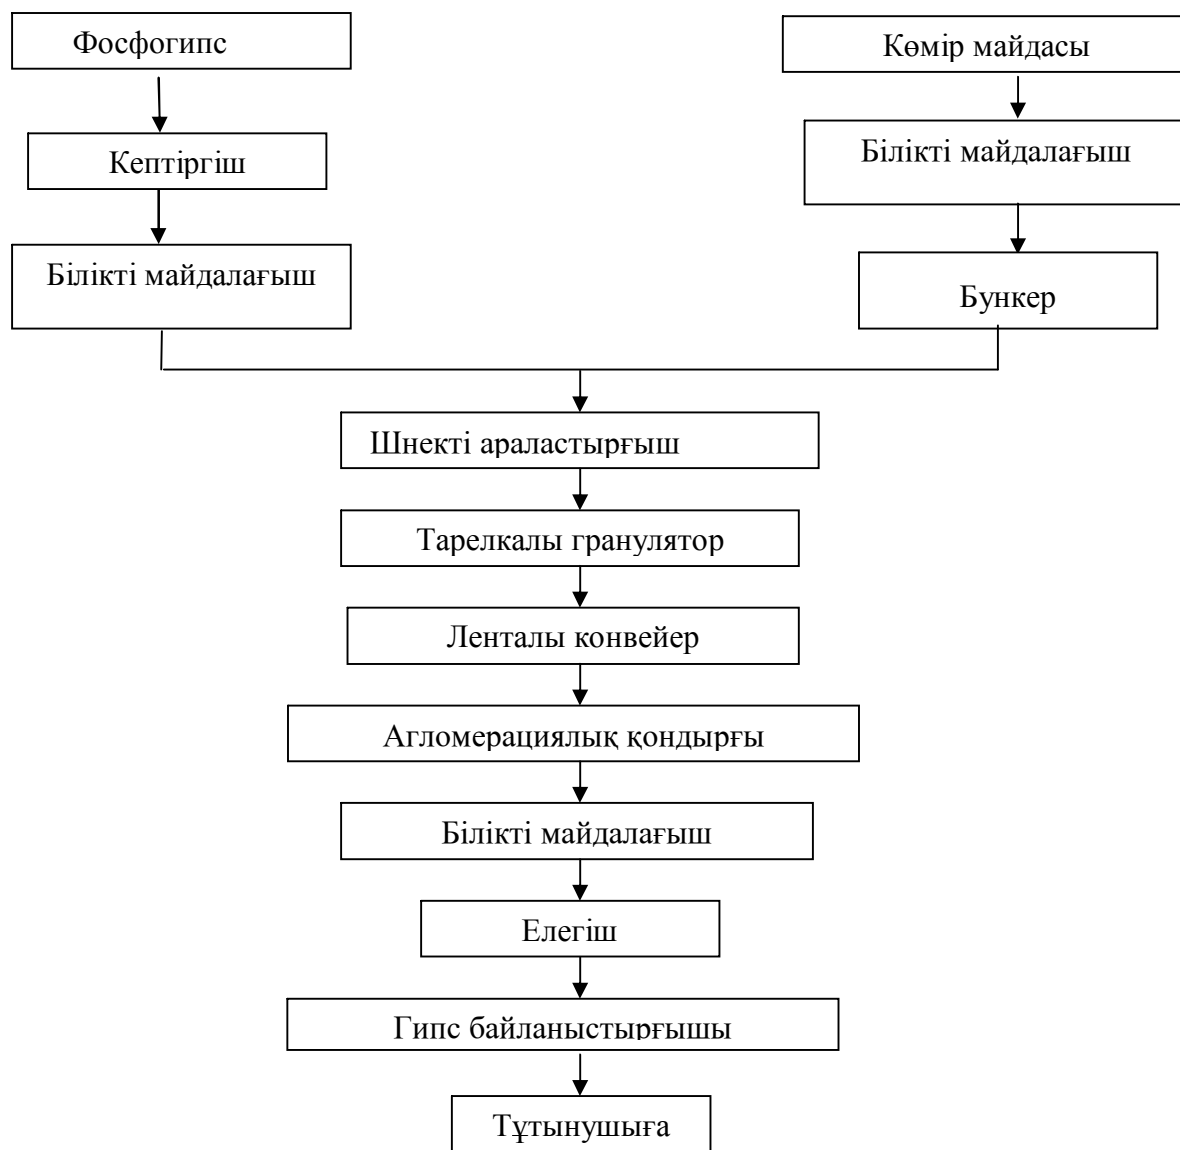 Фосфогипс
Көмір майдасы
Кептіргіш
Білікті майдалағыш
Білікті майдалағыш
Бункер
Шнекті араластырғыш
Тарелкалы гранулятор
Ленталы конвейер
Агломерациялық қондырғы
Білікті майдалағыш
Елегіш
Гипс байланыстырғышы
Тұтынушыға